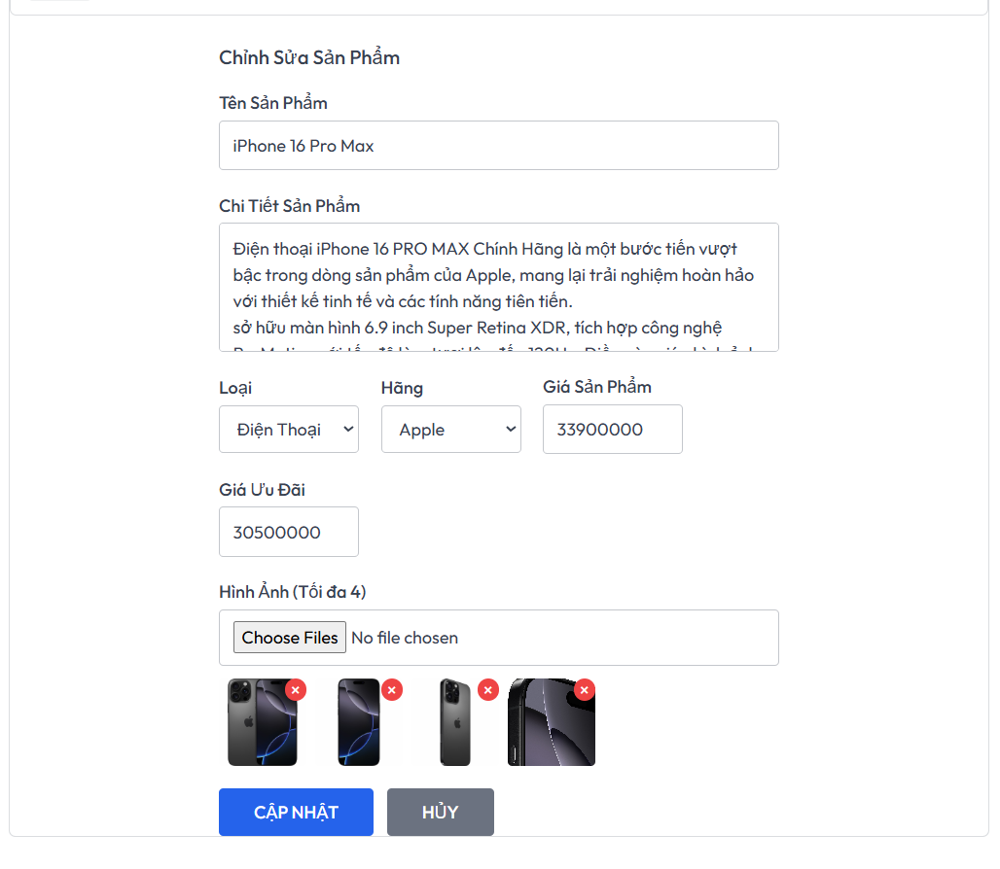 Chỉnh Sửa Sản Phẩm
Tên Sản Phẩm
iPhone 16 Pro Max
Chi Tiết Sản Phẩm
Điện thoại iPhone 16 PRO MAX Chính Hãng là một bước tiến vượt
bậc trong dòng sản phẩm của Apple, mang lại trải nghiệm hoàn hảo
với thiết kế tinh tế và các tính năng tiên tiến.
sở hữu màn hình 6.9 inch Super Retina XDR, tích hợp công nghệ
Loại Hãng Giá Sản Phẩm
Điện Thoại Apple 33900000
Giá Ưu Đãi
30500000
Hình Ảnh (Tối đa 4)
Choose Files No file chosen
CẬP NHẬT HỦY